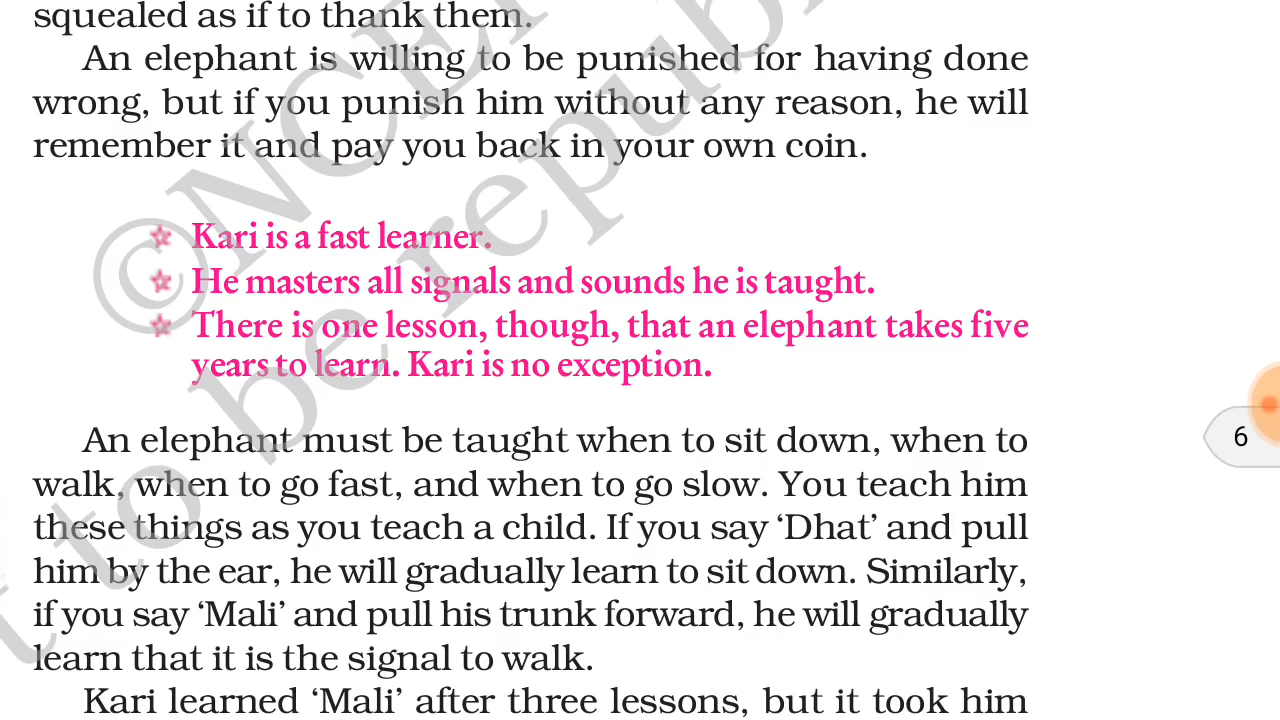 squealed as if to thank them.
An elephant is willing to be punished for having done
wrong, but if you punish him without any reason, he will
remember it and pay you back in your own coin.
Kari is a fast learner.
He masters all signals and sounds he is taught.
There is one lesson, though, that an elephant takes five
years to learn. Kari is no exception.
An elephant must be taught when to sit down, when to
walk, when to go fast, and when to go slow. You teach him
these things as you teach a child. If you say ‘Dhat’ and pull
him by the ear, he will gradually learn to sit down. Similarly,
if you say ‘Mali’ and pull his trunk forward, he will gradually
learn that it is the signal to walk.
Kari learned ‘Mali’ after three lessons, but it took him
6
©NCE
to be republ